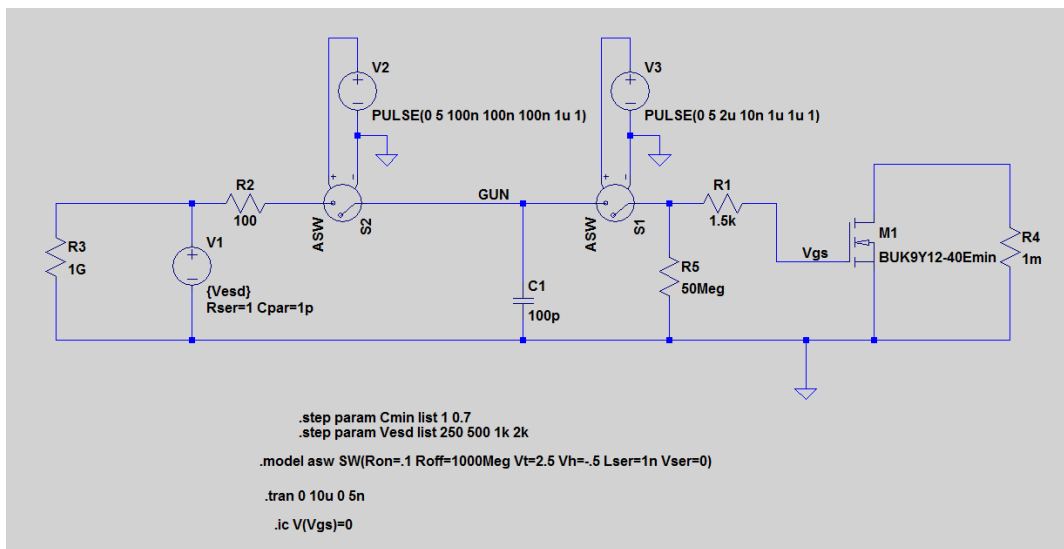 V2
+
−
PULSE(0 5 100n 100n 100n 1u 1)
V3
+
−
PULSE(0 5 2u 10n 1u 1u 1)
R2
100
+
−
ASW
S2
GUN
+
−
ASW
S1
R1
1.5k
R3
1G
V1
+
−
{Vesd}
Rser=1 Cpar=1p
C1
100p
R5
50Meg
Vgs
M1
BUK9Y12-40Emin
R4
1m
.step param Cmin list 1 0.7
.step param Vesd list 250 500 1k 2k
.model asw SW(Ron=.1 Roff=1000Meg Vt=2.5 Vh=-.5 Lser=1n Vser=0)
.tran 0 10u 0 5n
.ic V(Vgs)=0